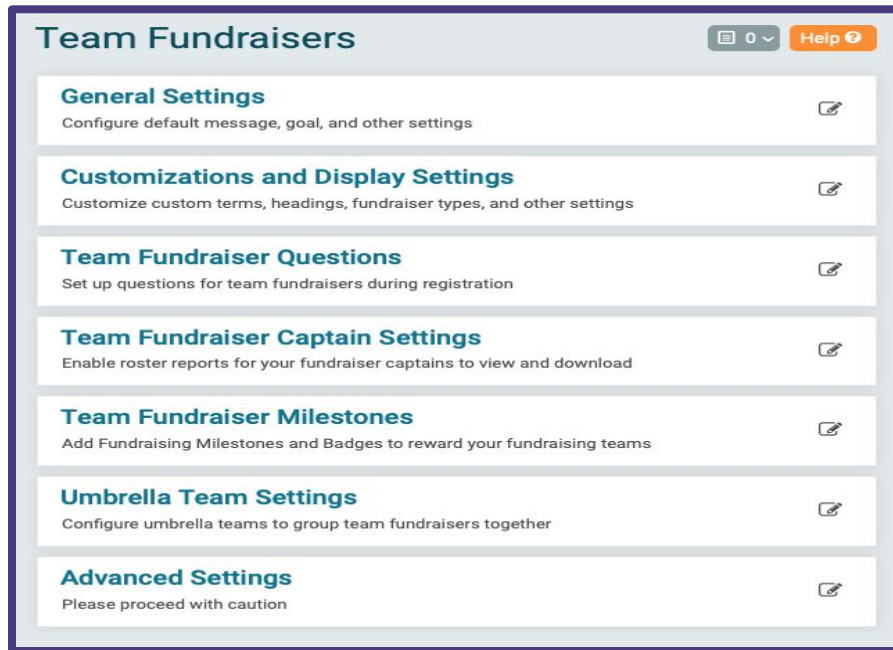 Team Fundraisers
0
Help
General Settings
Configure default message, goal, and other settings
Customizations and Display Settings
Customize custom terms, headings, fundraiser types, and other settings
Team Fundraiser Questions
Set up questions for team fundraisers during registration
Team Fundraiser Captain Settings
Enable roster reports for your fundraiser captains to view and download
Team Fundraiser Milestones
Add Fundraising Milestones and Badges to reward your fundraising teams
Umbrella Team Settings
Configure umbrella teams to group team fundraisers together
Advanced Settings
Please proceed with caution